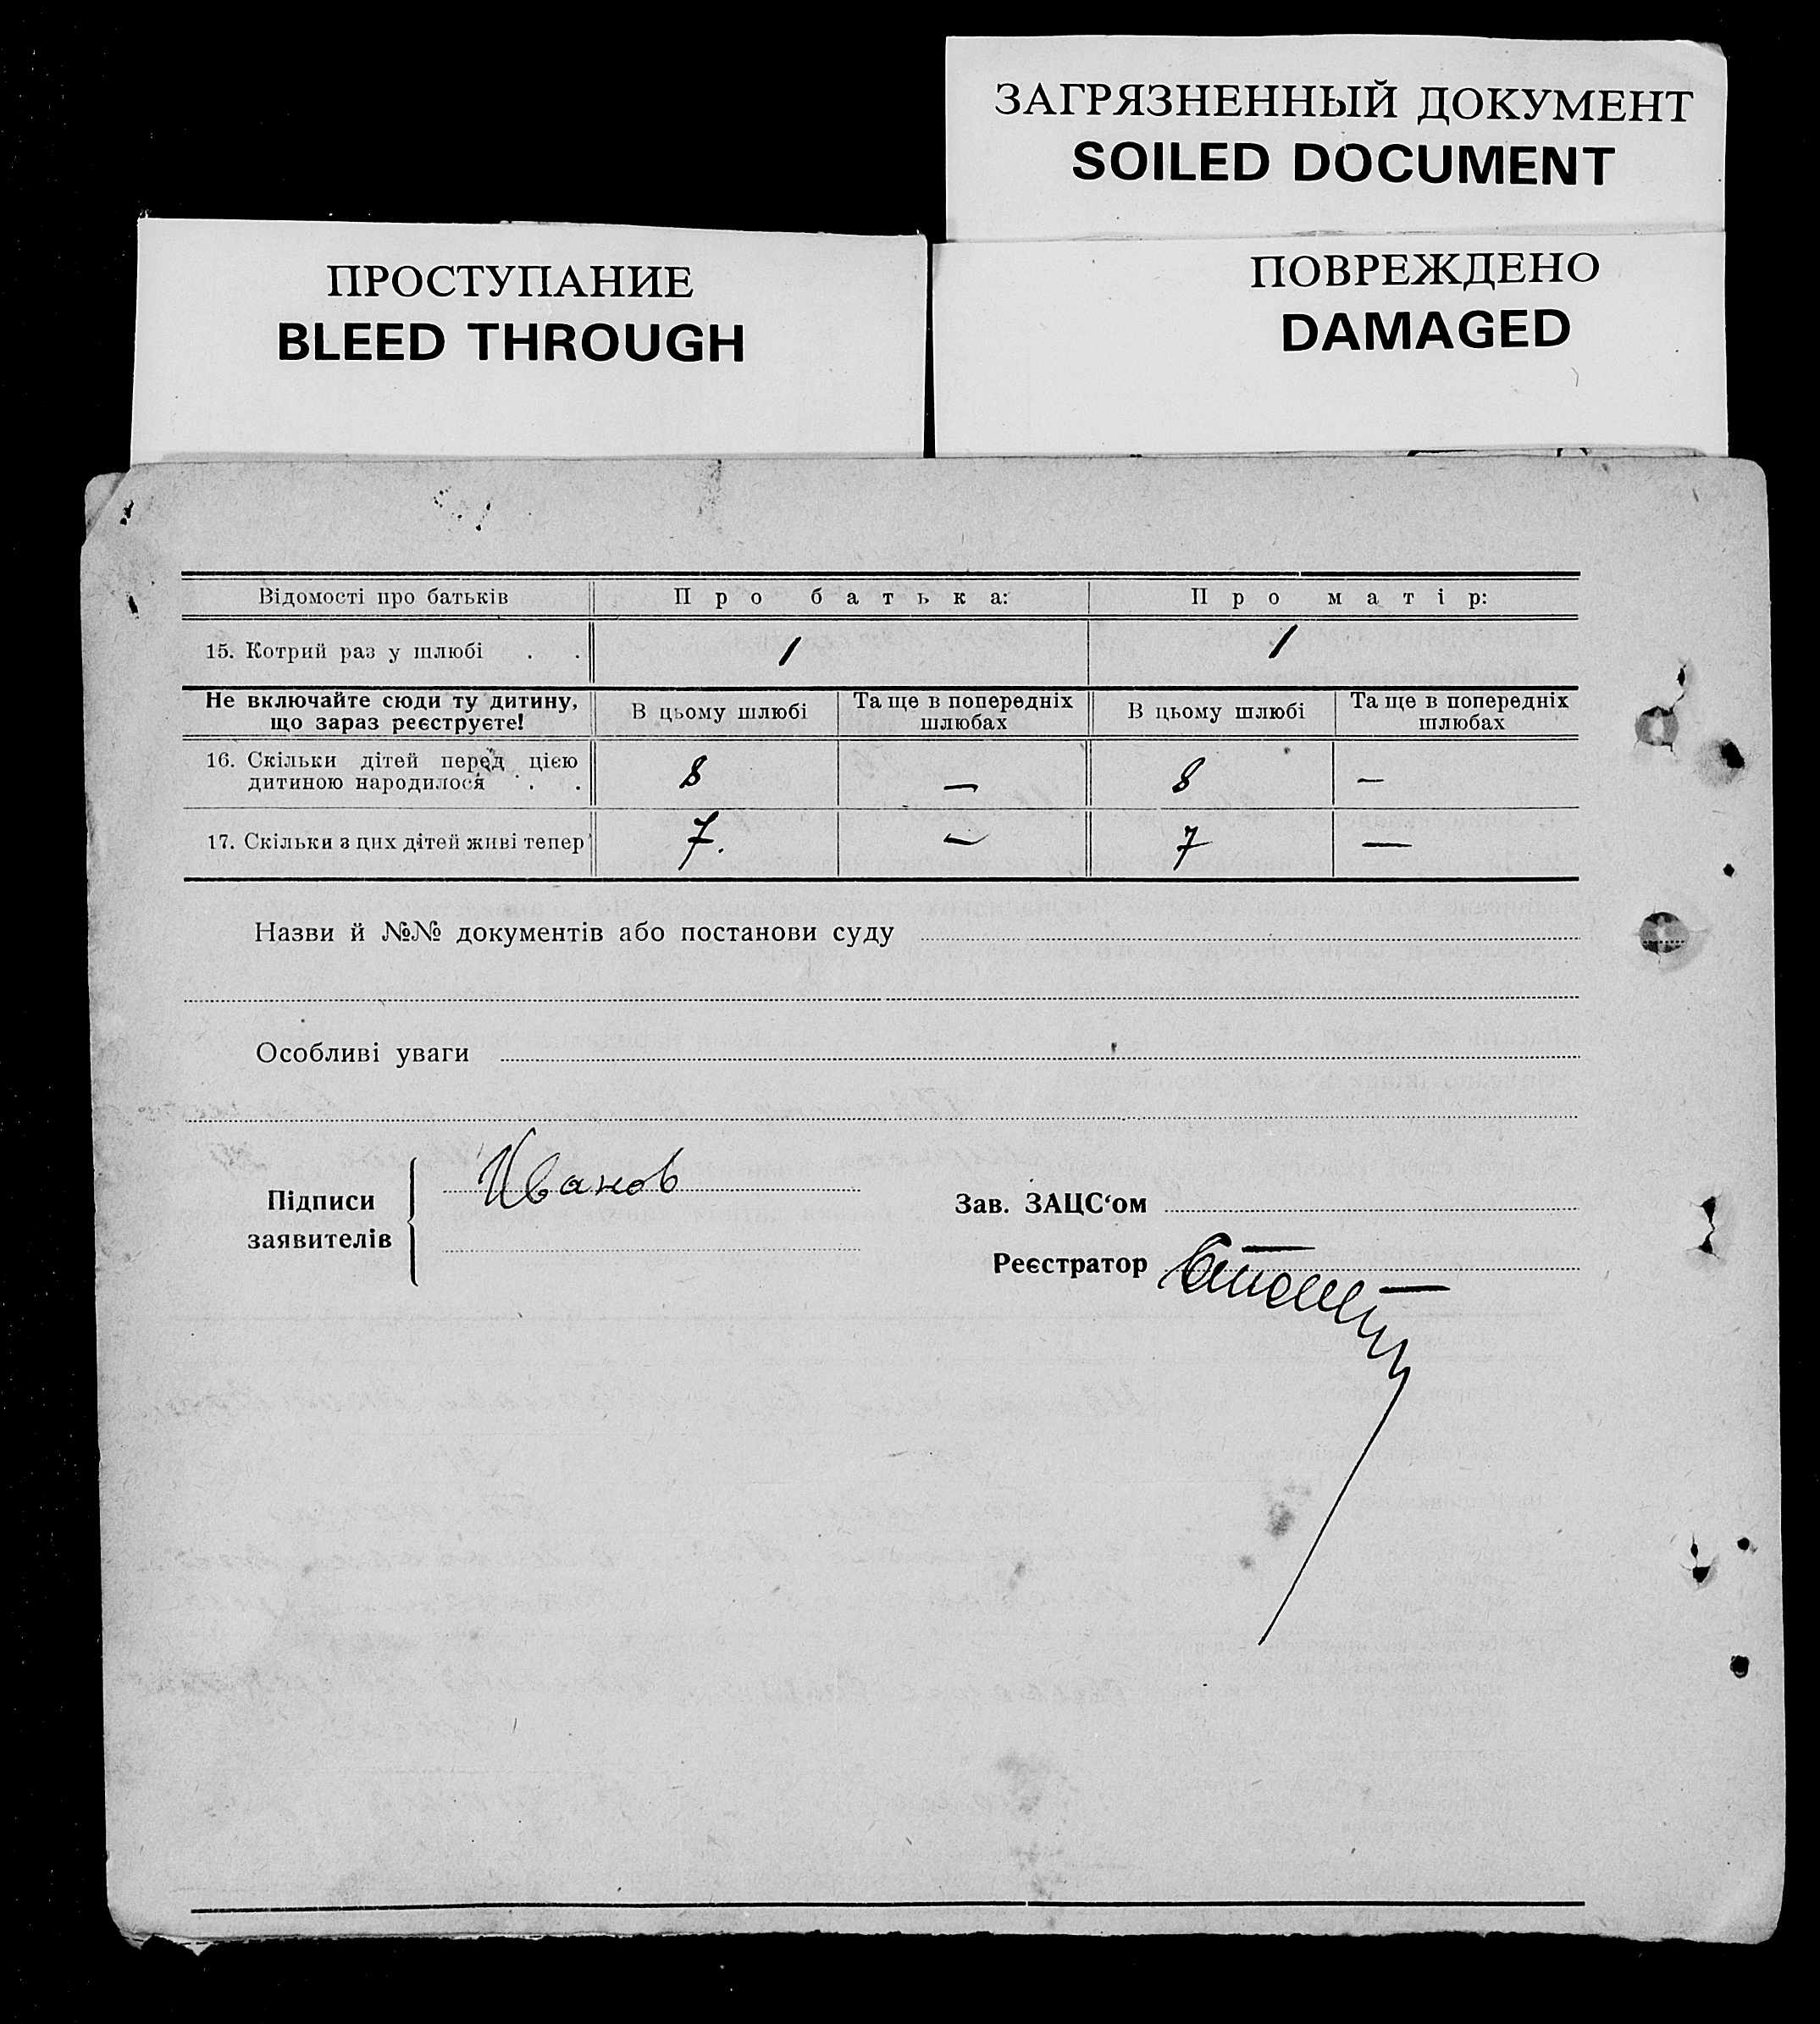 ЗАГРЯЗНЕННЫЙ ДОКУМЕНТ
SOILED DOCUMENT
ПРОСТУПАНИЕ
BLEED THROUGH
ПОВРЕЖДЕНО
DAMAGED
Відомості про батьків Про батька: Про матір:
15. Котрий раз у шлюбі . . 1 1
Не включайте сюди ту дитину, що зараз реєструєте! В цьому шлюбі Та ще в попередніх шлюбах В цьому шлюбі Та ще в попередніх шлюбах
16. Скільки дітей перед цією
дитиною народилося . . 8 — 8 —
17. Скільки з цих дітей живі тепер 7. — 7 —
Назви й №№ документів або постанови суду
Особливі уваги
Підписи заявителів
Иванов
Зав. ЗАЦС‘ом
Реєстратор